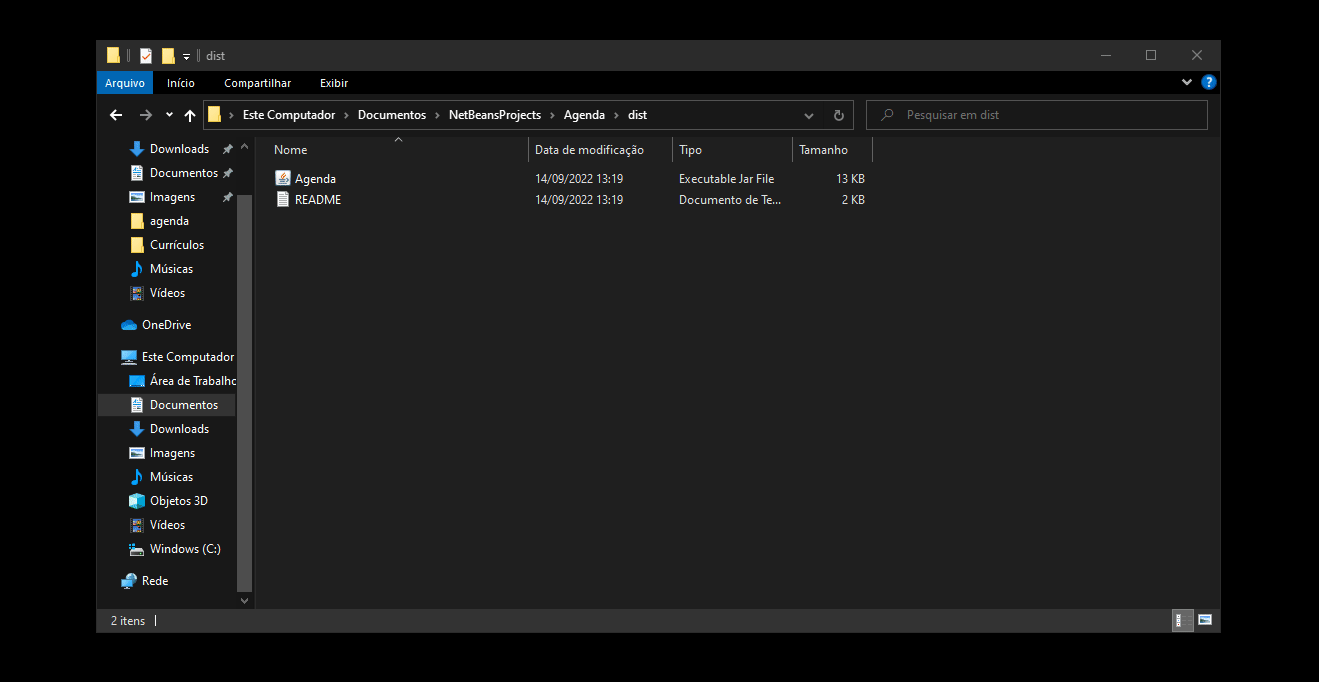 dist
Arquivo Início Compartilhar Exibir
Este Computador Documentos NetBeansProjects Agenda dist
Pesquisar em dist
Downloads
Documentos
Imagens
agenda
Currículos
Músicas
Vídeos
OneDrive
Este Computador
Área de Trabalho
Documentos
Downloads
Imagens
Músicas
Objetos 3D
Vídeos
Windows (C:)
Rede
Nome Data de modificação Tipo Tamanho
Agenda 14/09/2022 13:19 Executable Jar File 13 KB
README 14/09/2022 13:19 Documento de Te... 2 KB
2 itens